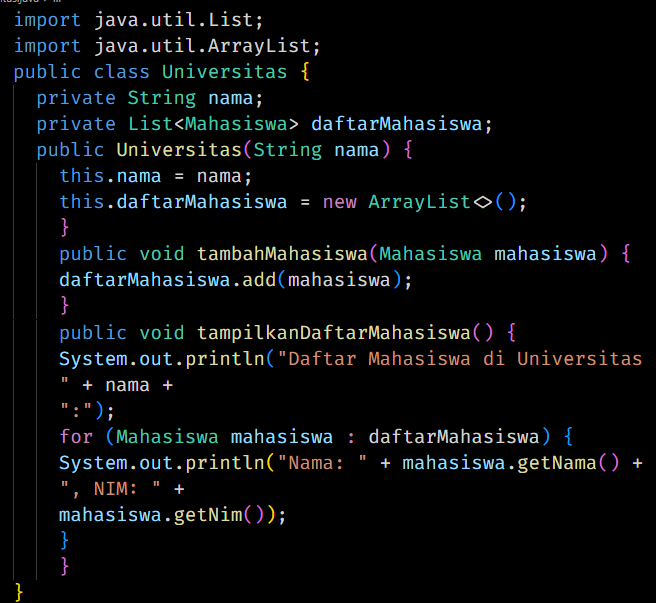 import java.util.List;
import java.util.ArrayList;
public class Universitas {
private String nama;
private List<Mahasiswa> daftarMahasiswa;
public Universitas(String nama) {
this.nama = nama;
this.daftarMahasiswa = new ArrayList<>();
}
public void tambahMahasiswa(Mahasiswa mahasiswa) {
daftarMahasiswa.add(mahasiswa);
}
public void tampilkanDaftarMahasiswa() {
System.out.println("Daftar Mahasiswa di Universitas
" + nama +
":");
for (Mahasiswa mahasiswa : daftarMahasiswa) {
System.out.println("Nama: " + mahasiswa.getNama() +
", NIM: " +
mahasiswa.getNim());
}
}
}